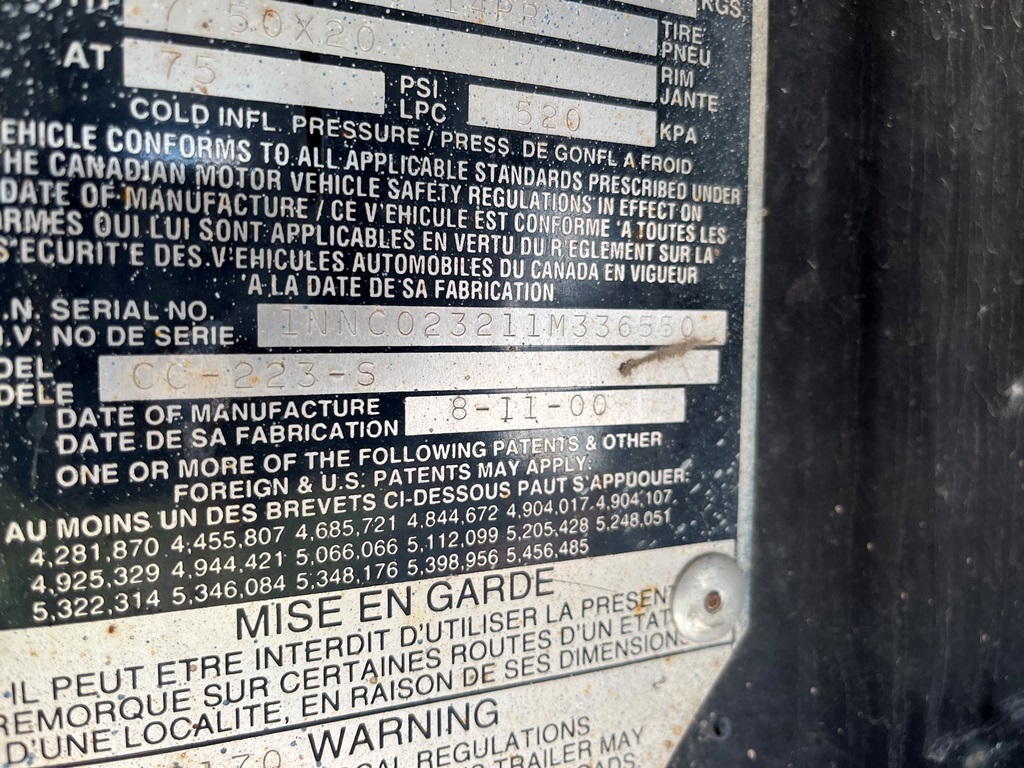 KGS.
14PR
TIRE
7 50X20
PNEU
RIM
JANTE
AT 75 PSI
LPC 520 KPA
COLD INFL. PRESSURE / PRESS. DE GONFL A FROID
EHICLE CONFORMS TO ALL APPLICABLE STANDARDS PRESCRIBED UNDER
HE CANADIAN MOTOR VEHICLE SAFETY REGULATIONS IN EFFECT ON
DATE OF MANUFACTURE / CE V'EHICULE EST CONFORME 'A TOUTES LES
ORMES QUI LUI SONT APPLICABLES EN VERTU DU R'EGLEMENT SUR LA
S'ECURIT'E DES V'EHICULES AUTOMOBILES DU CANADA EN VIGUEUR
'A LA DATE DE SA FABRICATION
.N. SERIAL NO.
.V. NO DE SERIE 1NNC023211M336550
DEL
DELE CC-223-S
DATE OF MANUFACTURE
DATE DE SA FABRICATION 8-11-00
ONE OR MORE OF THE FOLLOWING PATENTS & OTHER
FOREIGN & U.S. PATENTS MAY APPLY:
AU MOINS UN DES BREVETS CI-DESSOUS PAUT S'APPUOUER:
4,281,870 4,455,807 4,685,721 4,844,672 4,904,017 4,904,107
4,925,329 4,944,421 5,066,066 5,112,099 5,205,428 5,248,051
5,322,314 5,346,084 5,348,176 5,398,956 5,456,485
MISE EN GARDE
IL PEUT ETRE INTERDIT D'UTILISER LA PRESENT
REMORQUE SUR CERTAINES ROUTES D'UN ETAT
D'UNE LOCALITE, EN RAISON DE SES DIMENSIONS
170 WARNING
CAL REGULATIONS
TRAILER MAY
OADS.